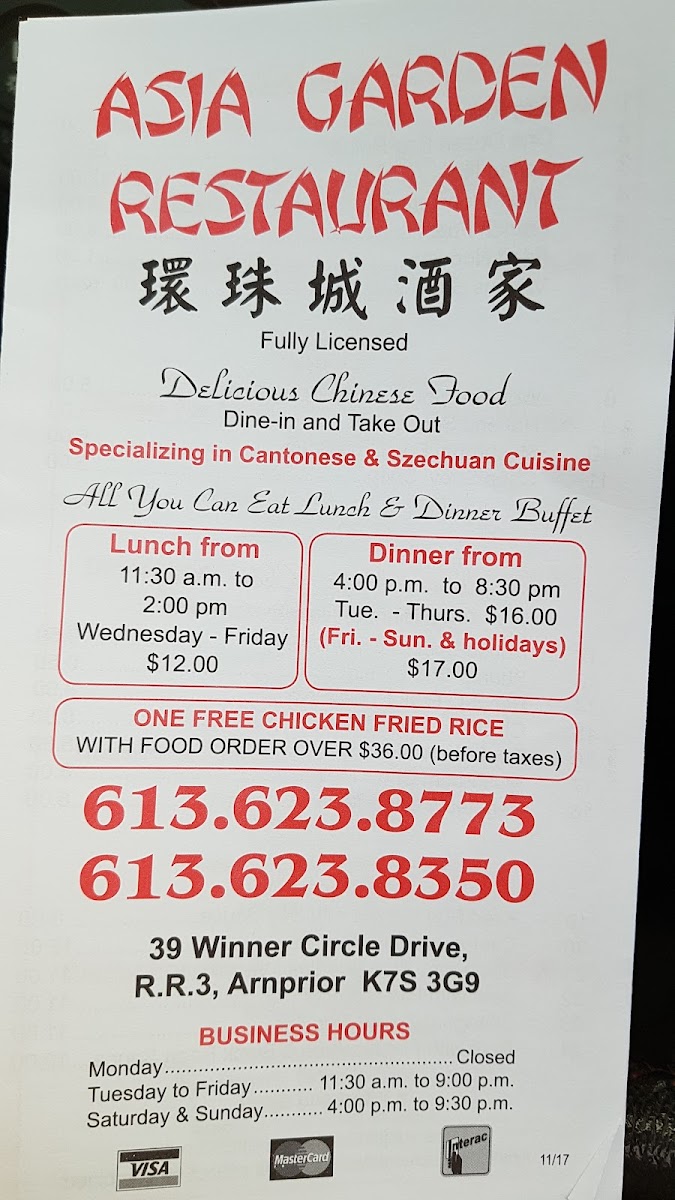 ASIA GARDEN
RESTAURANT
環珠城酒家
Fully Licensed
Delicious Chinese Food
Dine-in and Take Out
Specializing in Cantonese & Szechuan Cuisine
All You Can Eat Lunch & Dinner Buffet
Lunch from
11:30 a.m. to
2:00 pm
Wednesday - Friday
$12.00
Dinner from
4:00 p.m. to 8:30 pm
Tue. - Thurs. $16.00
(Fri. - Sun. & holidays)
$17.00
ONE FREE CHICKEN FRIED RICE
WITH FOOD ORDER OVER $36.00 (before taxes)
613.623.8773
613.623.8350
39 Winner Circle Drive,
R.R.3, Arnprior K7S 3G9
BUSINESS HOURS
Monday.................................................... Closed
Tuesday to Friday........... 11:30 a.m. to 9:00 p.m.
Saturday & Sunday........... 4:00 p.m. to 9:30 p.m.
VISA
MasterCard
Interac
11/17